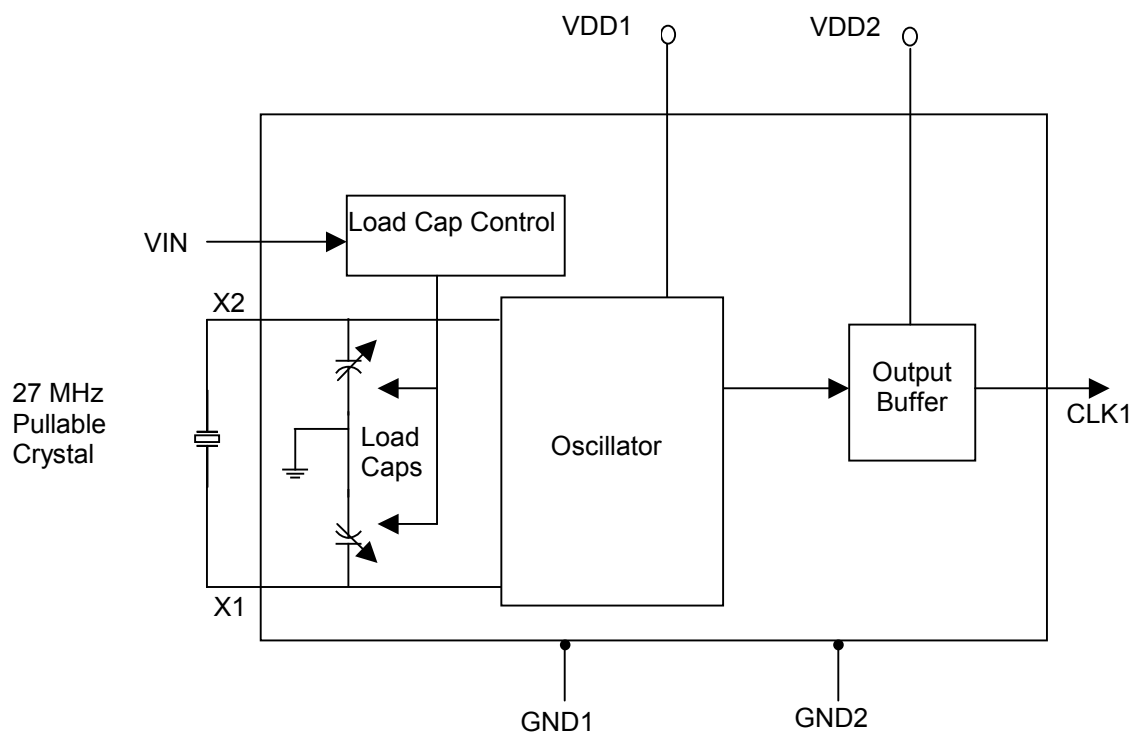 VDD1
VDD2
Load Cap Control
VIN
X2
27 MHz
Pullable
Crystal
Load
Caps
Oscillator
Output
Buffer
CLK1
X1
GND1
GND2